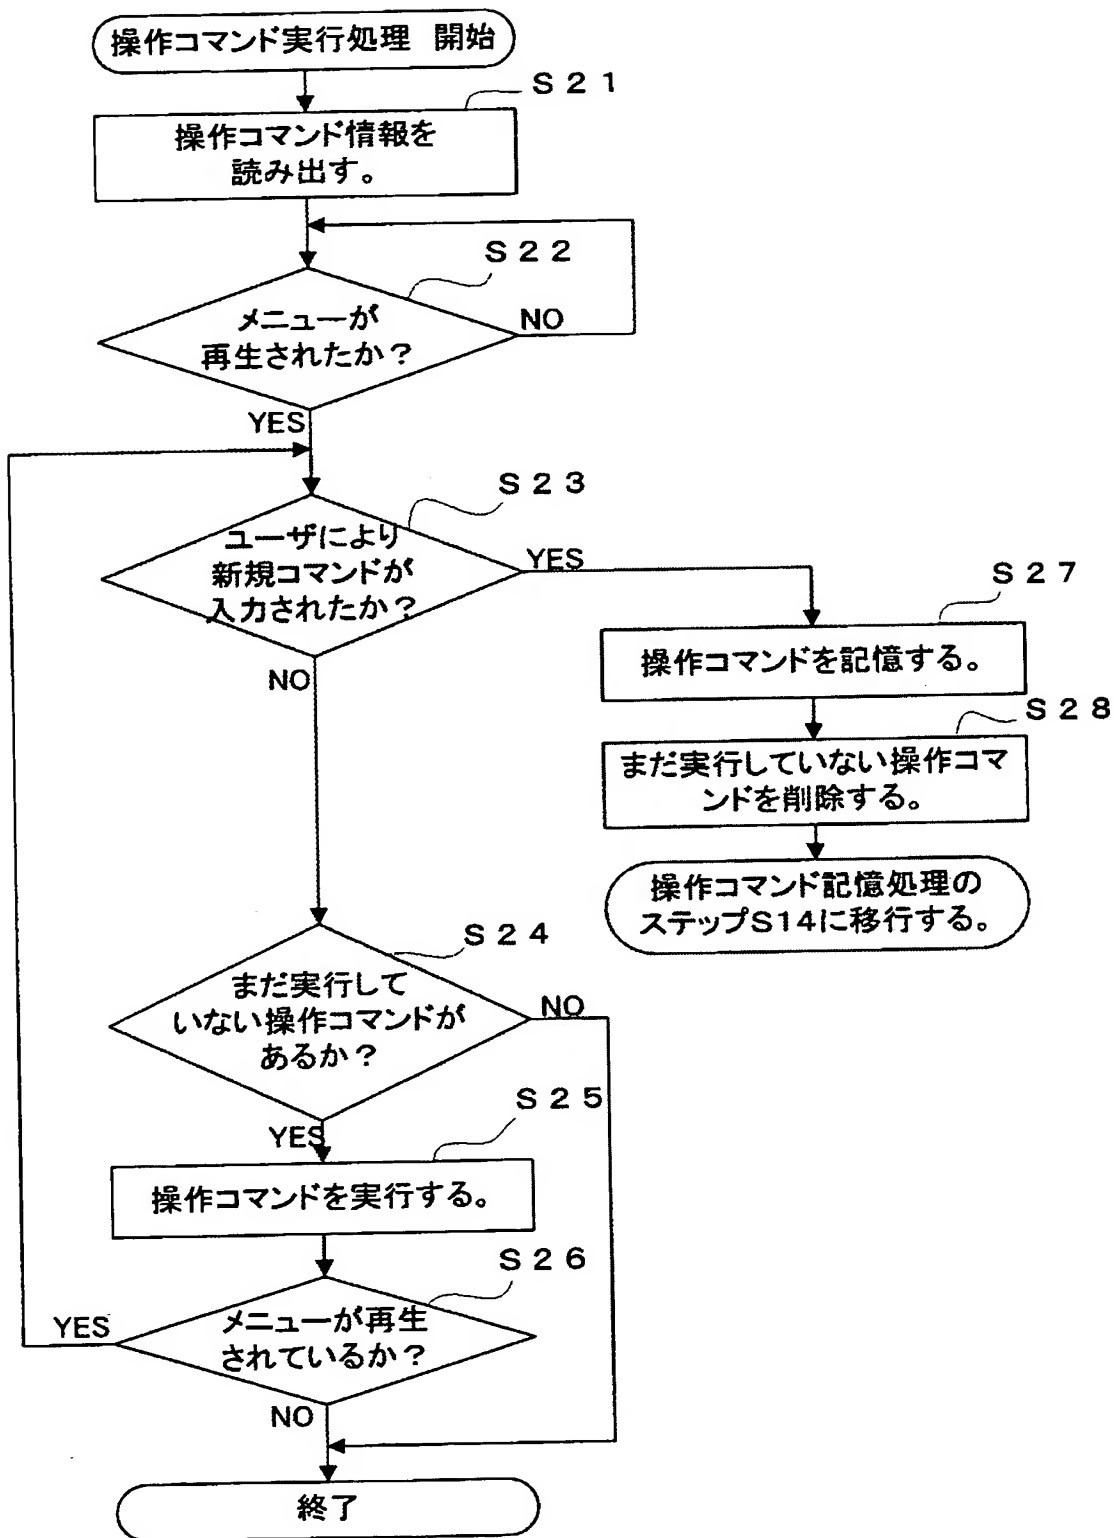 操作コマンド実行処理 開始
S21
操作コマンド情報を
読み出す。
S22
メニューが
再生されたか?
NO
YES
S23
ユーザにより
新規コマンドが
入力されたか?
YES
NO
S27
操作コマンドを記憶する。
S28
まだ実行していない操作コマ
ンドを削除する。
操作コマンド記憶処理の
ステップS14に移行する。
S24
まだ実行して
いない操作コマンドが
あるか?
NO
YES
S25
操作コマンドを実行する。
S26
メニューが再生
されているか?
YES
NO
終了